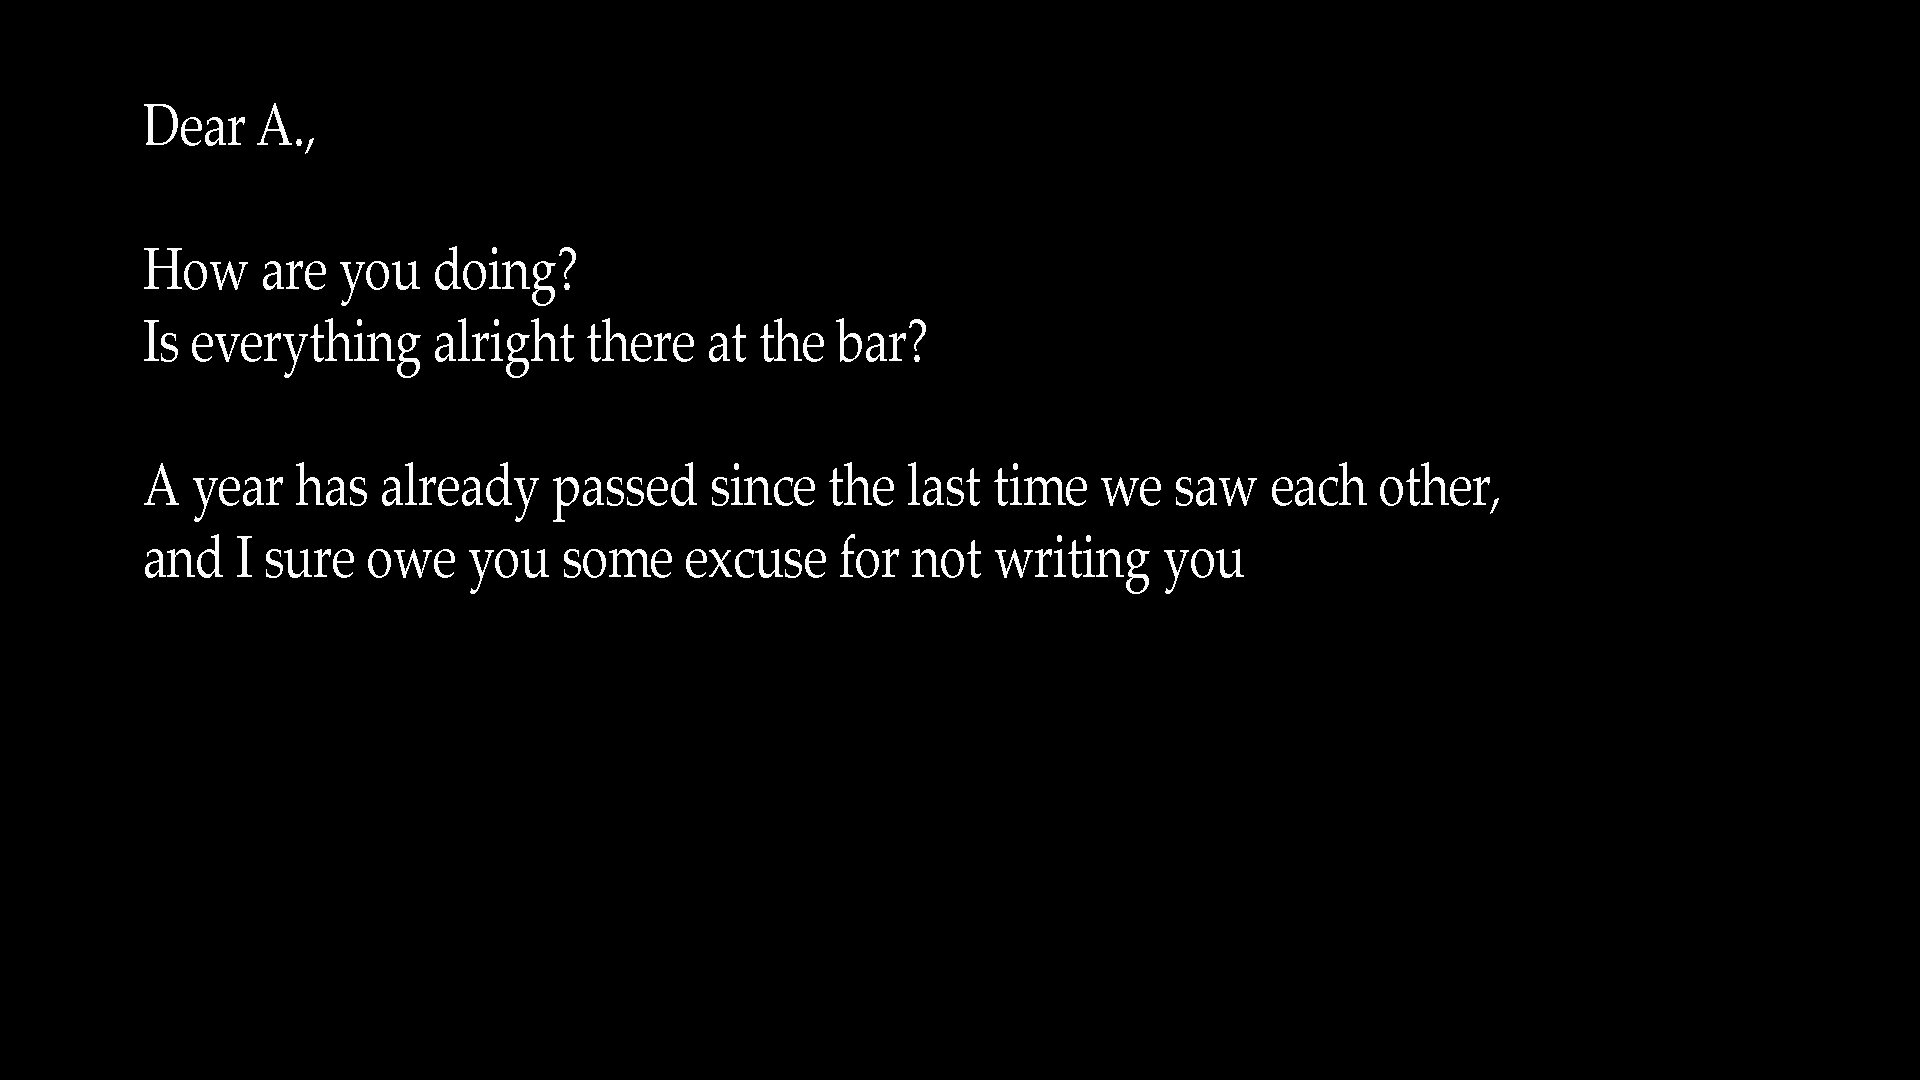 Dear A.,
How are you doing?
Is everything alright there at the bar?
A year has already passed since the last time we saw each other,
and I sure owe you some excuse for not writing you